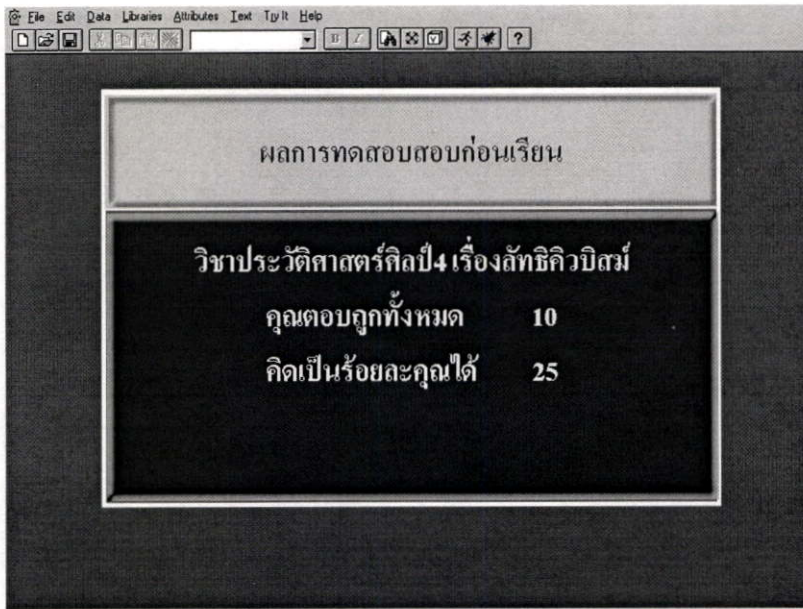 File Edit Data Libraries Attributes Text Try It Help
B I ?
ผลการทดสอบสอบก่อนเรียน
วิชาประวัติศาสตร์ศิลป์4 เรื่องลัทธิคิวบิสม์
คุณตอบถูกทั้งหมด 10
คิดเป็นร้อยละคุณได้ 25